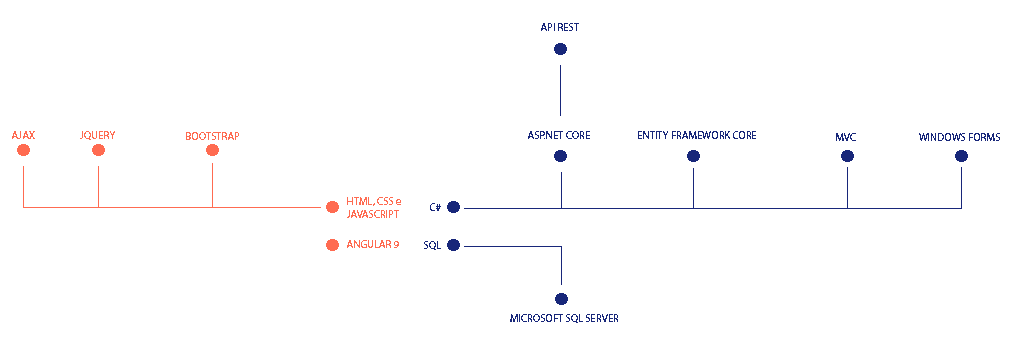 API REST
AJAX
JQUERY
BOOTSTRAP
ASP.NET CORE
ENTITY FRAMEWORK CORE
MVC
WINDOWS FORMS
HTML, CSS e
JAVASCRIPT
C#
ANGULAR 9
SQL
MICROSOFT SQL SERVER